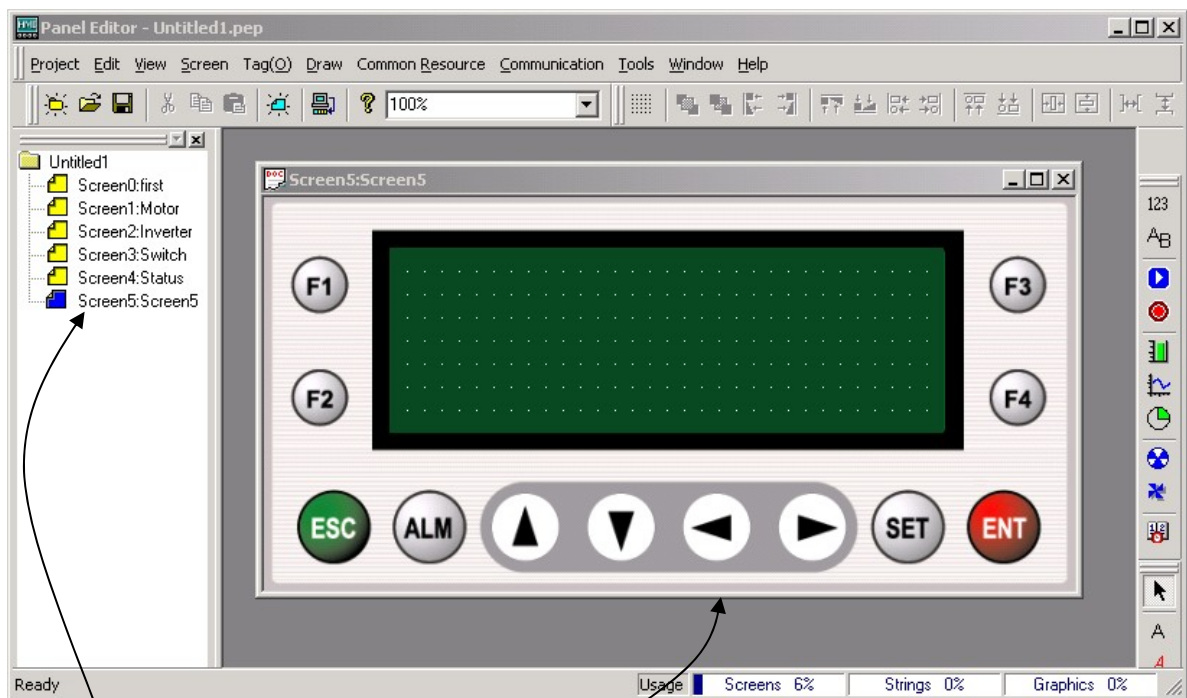 Panel Editor - Untitled1.pep
Project Edit View Screen Tag(O) Draw Common Resource Communication Tools Window Help
100%
Untitled1
Screen0:first
Screen1:Motor
Screen2:Inverter
Screen3:Switch
Screen4:Status
Screen5:Screen5
DOC Screen5:Screen5
F1
F3
F2
F4
ESC ALM SET ENT
123
AB
A
A
Ready Usage Screens 6% Strings 0% Graphics 0%